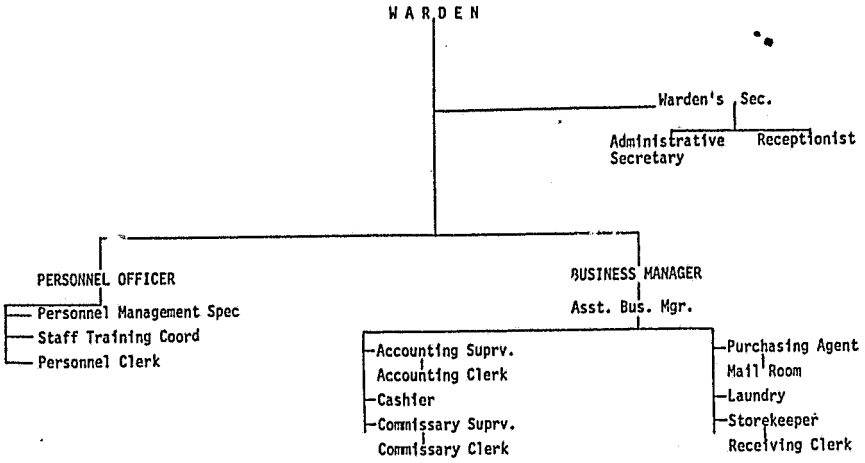 WARDEN
Warden's Sec.
Administrative Receptionist
Secretary
PERSONNEL OFFICER
Personnel Management Spec
Staff Training Coord
Personnel Clerk
BUSINESS MANAGER
Asst. Bus. Mgr.
Accounting Suprv.
Accounting Clerk
Cashier
Commissary Suprv.
Commissary Clerk
Purchasing Agent
Mail Room
Laundry
Storekeeper
Receiving Clerk